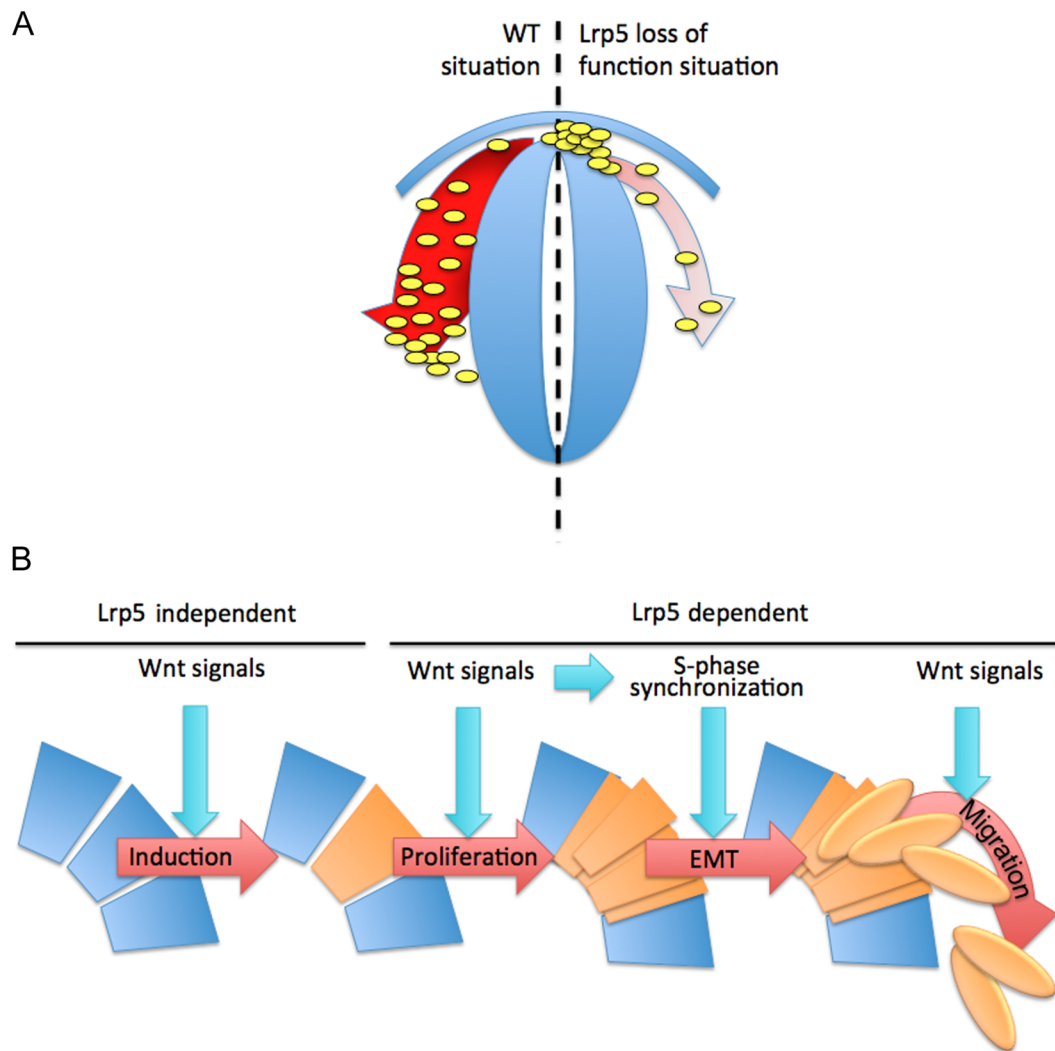 A
WT
situation
Lrp5 loss of
function situation
B
Lrp5 independent
Lrp5 dependent
Wnt signals
Wnt signals
S-phase
synchronization
Wnt signals
Induction
Proliferation
EMT
Migration